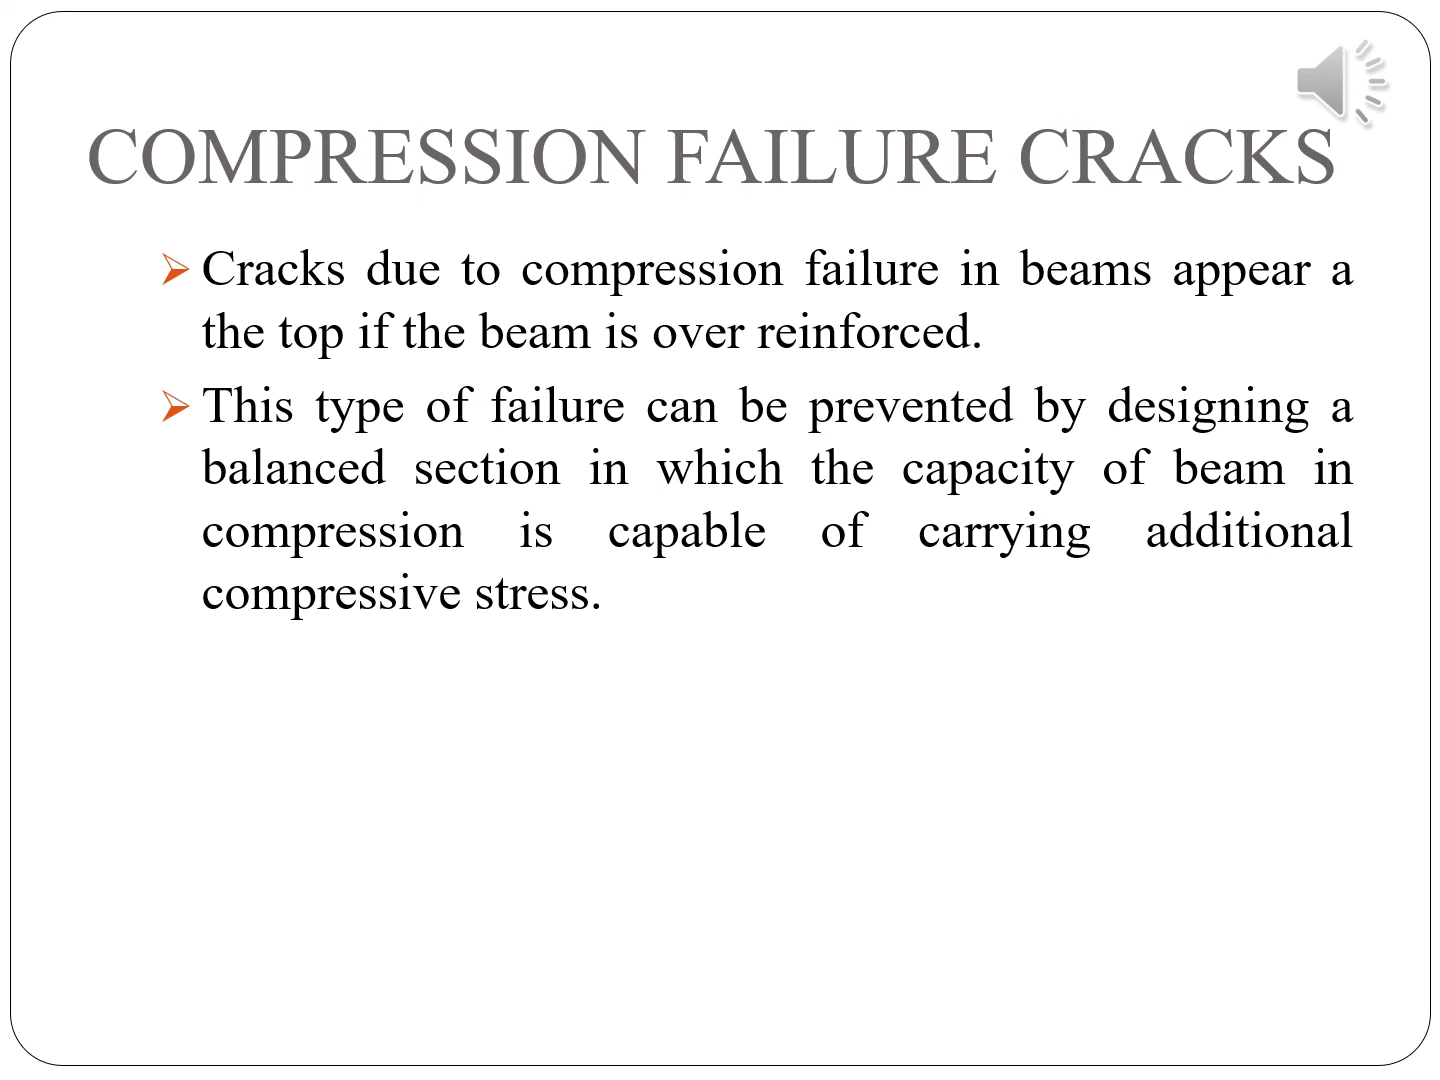 COMPRESSION FAILURE CRACKS
Cracks due to compression failure in beams appear a
the top if the beam is over reinforced.
This type of failure can be prevented by designing a
balanced section in which the capacity of beam in
compression is capable of carrying additional
compressive stress.